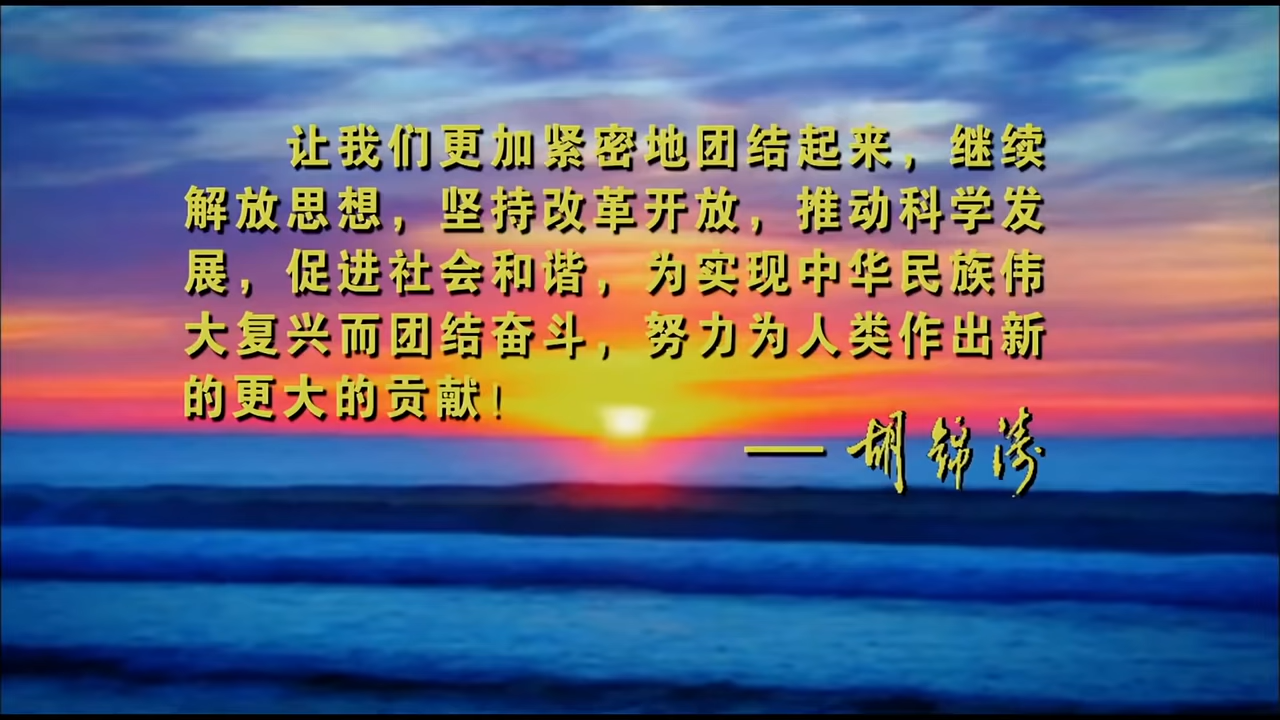 让我们更加紧密地团结起来，继续
解放思想，坚持改革开放，推动科学发
展，促进社会和谐，为实现中华民族伟
大复兴而团结奋斗，努力为人类作出新
的更大的贡献！
——胡锦涛